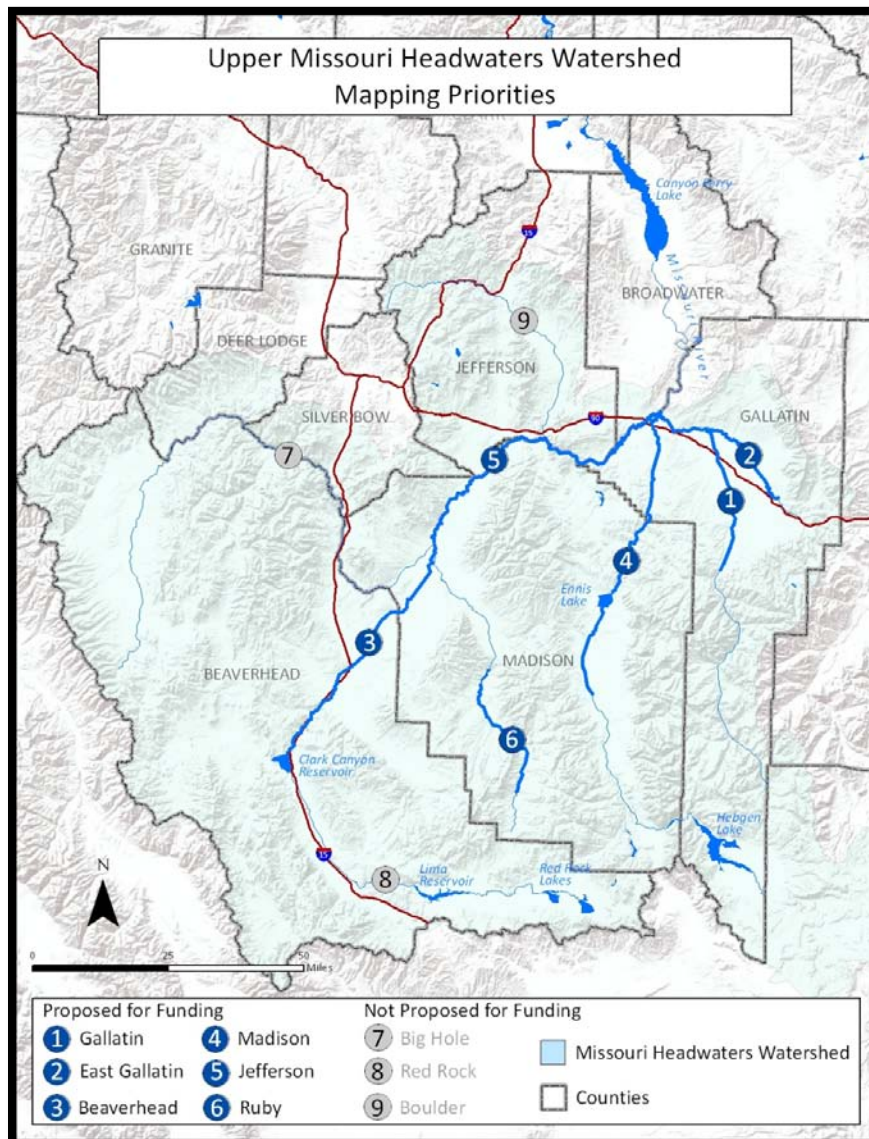 Upper Missouri Headwaters Watershed
Mapping Priorities
Canyon Ferry
Lake
15
GRANITE
Missouri River
BROADWATER
9
DEER LODGE
JEFFERSON
SILVER BOW
90
GALLATIN
7
5
2
1
4
Ennis
Lake
3
MADISON
BEAVERHEAD
6
Clark Canyon
Reservoir
Hebgen
Lake
15
N
8
Lima
Reservoir
Red Rock
Lakes
0 25 50
Miles
Proposed for Funding
1 Gallatin
2 East Gallatin
3 Beaverhead
4 Madison
5 Jefferson
6 Ruby
Not Proposed for Funding
7 Big Hole
8 Red Rock
9 Boulder
Missouri Headwaters Watershed
Counties